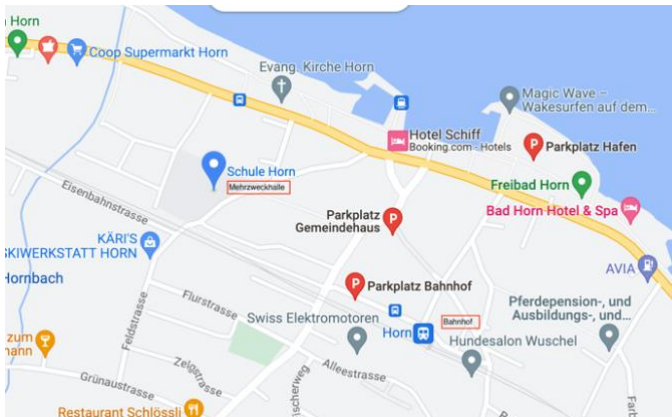 Horn
Coop Supermarkt Horn
Evang. Kirche Horn
Magic Wave –
Wakesurfen auf dem...
Hotel Schiff
Booking.com - Hotels
P
Parkplatz Hafen
Schule Horn
Mehrzweckhalle
Freibad Horn
Eisenbahnstrasse
Parkplatz
Gemeindehaus
P
Bad Horn Hotel & Spa
KÄRI'S
SKIWERKSTATT HORN
AVIA
Hornbach
P
Parkplatz Bahnhof
Flurstrasse
Pferdepension-, und
Ausbildungs-, und...
Swiss Elektromotoren
Bahnhof
Horn
Feldstrasse
Hundesalon Wuschel
zum
mann
Zelgstrasse
Alleestrasse
Grünaustrasse
Restaurant Schlössli